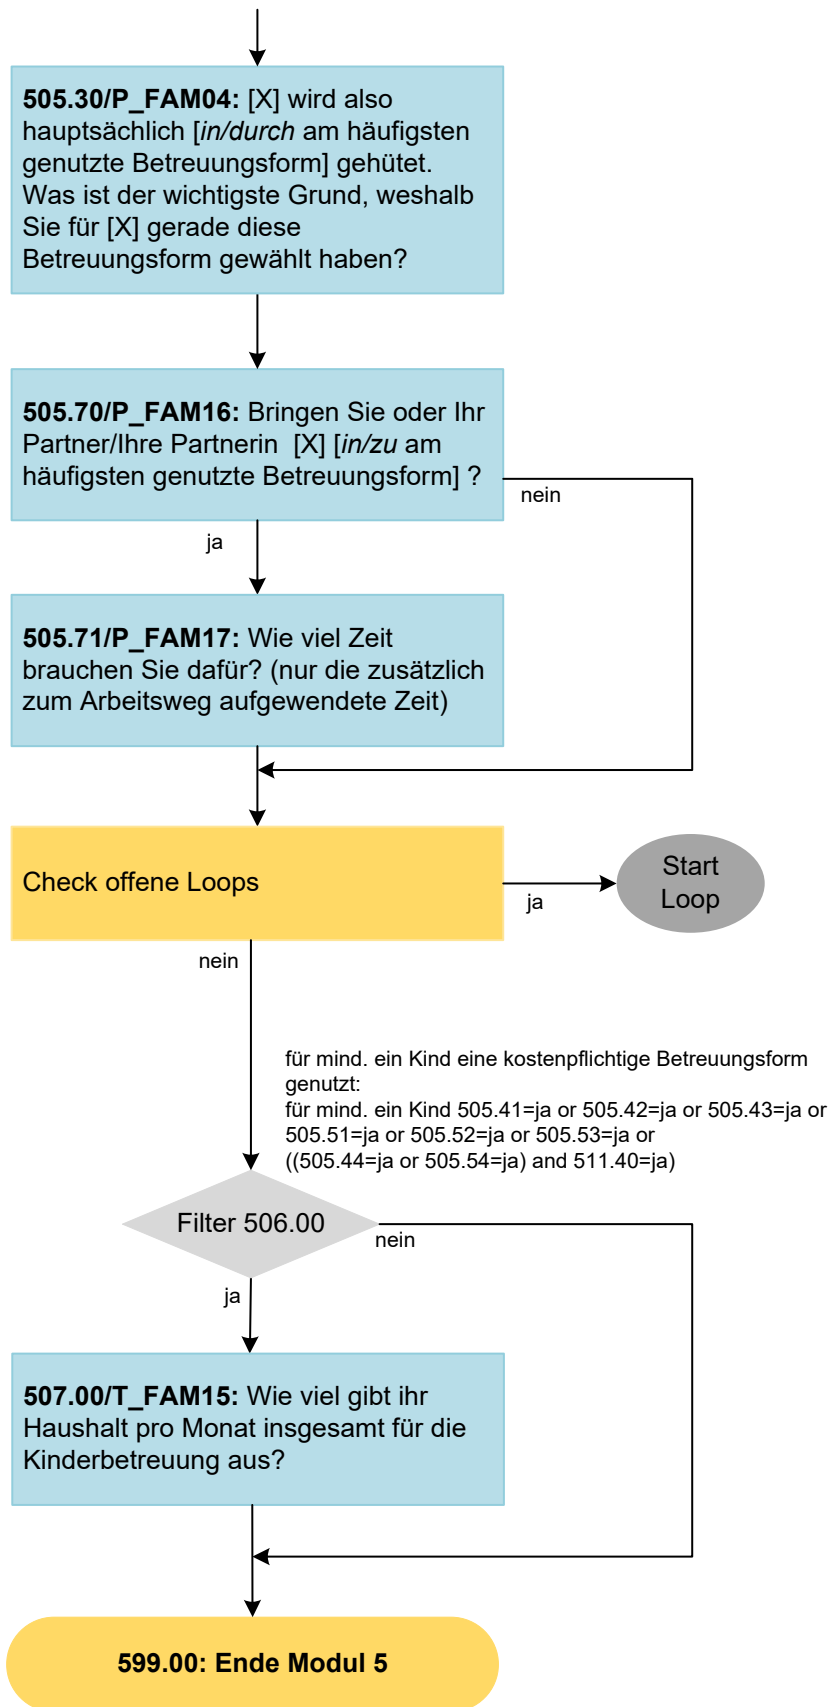 505.30/P_FAM04: [X] wird also
hauptsächlich [in/durch am häufigsten
genutzte Betreuungsform] gehütet.
Was ist der wichtigste Grund, weshalb
Sie für [X] gerade diese
Betreuungsform gewählt haben?
505.70/P_FAM16: Bringen Sie oder Ihr
Partner/Ihre Partnerin [X] [in/zu am
häufigsten genutzte Betreuungsform] ?
nein
ja
505.71/P_FAM17: Wie viel Zeit
brauchen Sie dafür? (nur die zusätzlich
zum Arbeitsweg aufgewendete Zeit)
Check offene Loops
ja
Start
Loop
nein
für mind. ein Kind eine kostenpflichtige Betreuungsform
genutzt:
für mind. ein Kind 505.41=ja or 505.42=ja or 505.43=ja or
505.51=ja or 505.52=ja or 505.53=ja or
((505.44=ja or 505.54=ja) and 511.40=ja)
Filter 506.00
nein
ja
507.00/T_FAM15: Wie viel gibt ihr
Haushalt pro Monat insgesamt für die
Kinderbetreuung aus?
599.00: Ende Modul 5